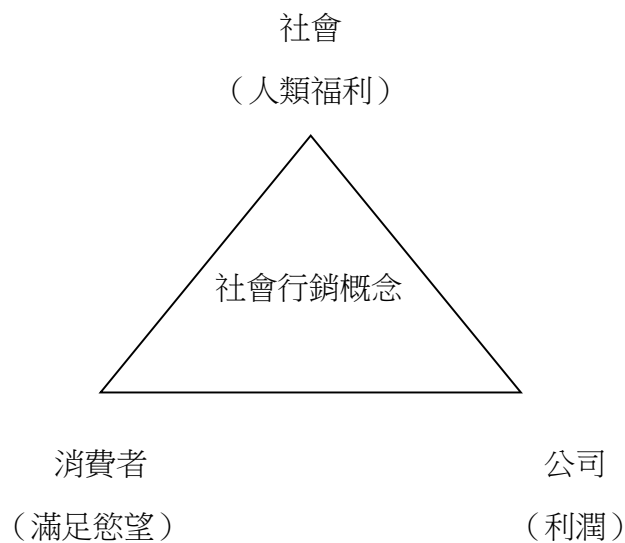 社會
（人類福利）
社會行銷概念
消費者
（滿足慾望）
公司
（利潤）